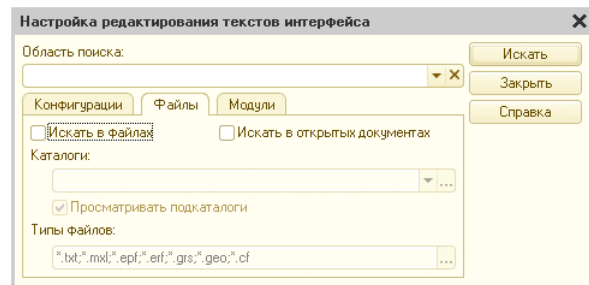 Настройка редактирования текстов интерфейса
Область поиска:
Искать
Закрыть
Конфигурации Файлы Модули
Справка
Искать в файлах Искать в открытых документах
Каталоги:
...
Просматривать подкаталоги
Типы файлов:
*.txt;*.mxl;*.epf;*.erf;*.grs;*.geo;*.cf ...